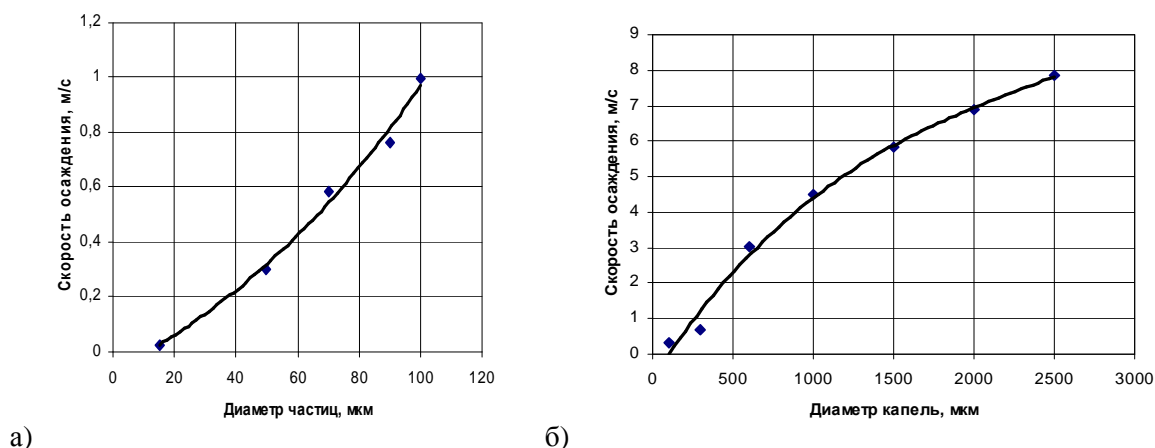 1,2
1
0,8
0,6
0,4
0,2
0
0 20 40 60 80 100 120
Скорость осаждения, м/с
Диаметр частиц, мкм
а)
9
8
7
6
5
4
3
2
1
0
0 500 1000 1500 2000 2500 3000
Скорость осаждения, м/с
Диаметр капель, мкм
б)